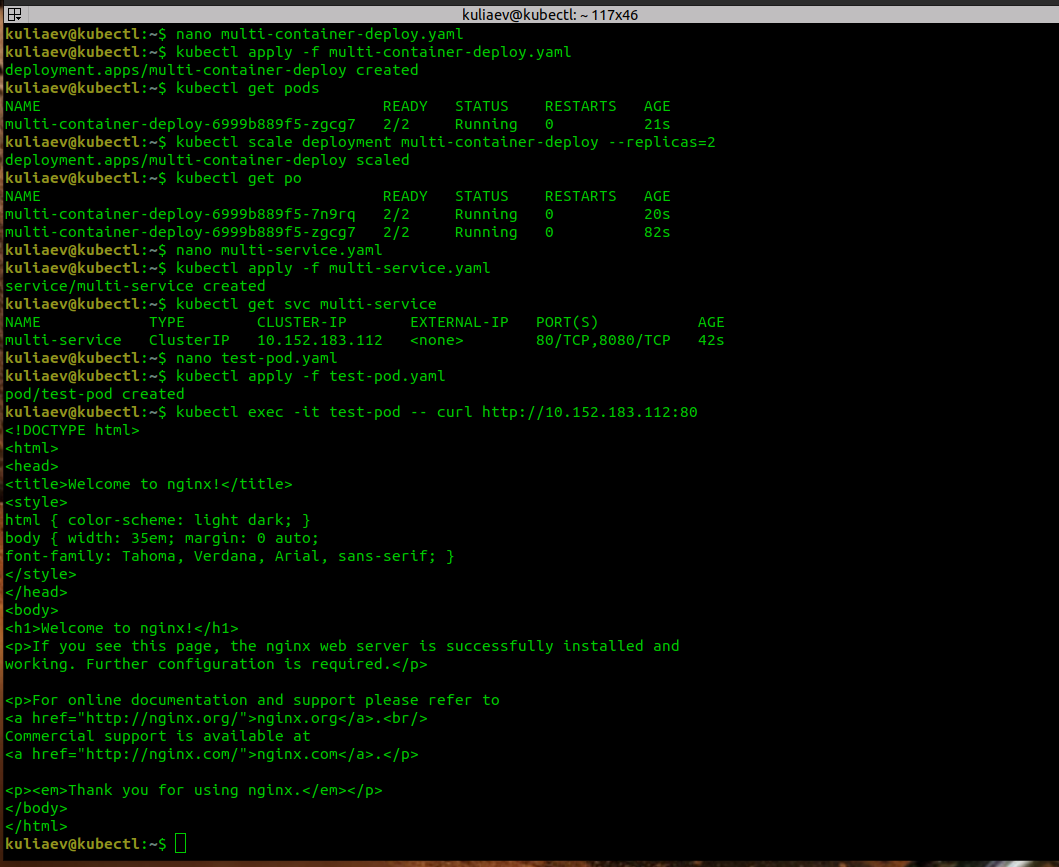 kuliaev@kubectl: ~ 117x46
kuliaev@kubectl:~$ nano multi-container-deploy.yaml
kuliaev@kubectl:~$ kubectl apply -f multi-container-deploy.yaml
deployment.apps/multi-container-deploy created
kuliaev@kubectl:~$ kubectl get pods
NAME                                      READY   STATUS    RESTARTS   AGE
multi-container-deploy-6999b889f5-zgcg7   2/2     Running   0          21s
kuliaev@kubectl:~$ kubectl scale deployment multi-container-deploy --replicas=2
deployment.apps/multi-container-deploy scaled
kuliaev@kubectl:~$ kubectl get po
NAME                                      READY   STATUS    RESTARTS   AGE
multi-container-deploy-6999b889f5-7n9rq   2/2     Running   0          20s
multi-container-deploy-6999b889f5-zgcg7   2/2     Running   0          82s
kuliaev@kubectl:~$ nano multi-service.yaml
kuliaev@kubectl:~$ kubectl apply -f multi-service.yaml
service/multi-service created
kuliaev@kubectl:~$ kubectl get svc multi-service
NAME            TYPE        CLUSTER-IP       EXTERNAL-IP   PORT(S)           AGE
multi-service   ClusterIP   10.152.183.112   <none>        80/TCP,8080/TCP   42s
kuliaev@kubectl:~$ nano test-pod.yaml
kuliaev@kubectl:~$ kubectl apply -f test-pod.yaml
pod/test-pod created
kuliaev@kubectl:~$ kubectl exec -it test-pod -- curl http://10.152.183.112:80
<!DOCTYPE html>
<html>
<head>
<title>Welcome to nginx!</title>
<style>
html { color-scheme: light dark; }
body { width: 35em; margin: 0 auto;
font-family: Tahoma, Verdana, Arial, sans-serif; }
</style>
</head>
<body>
<h1>Welcome to nginx!</h1>
<p>If you see this page, the nginx web server is successfully installed and
working. Further configuration is required.</p>

<p>For online documentation and support please refer to
<a href="http://nginx.org/">nginx.org</a>.<br/>
Commercial support is available at
<a href="http://nginx.com/">nginx.com</a>.</p>

<p><em>Thank you for using nginx.</em></p>
</body>
</html>
kuliaev@kubectl:~$